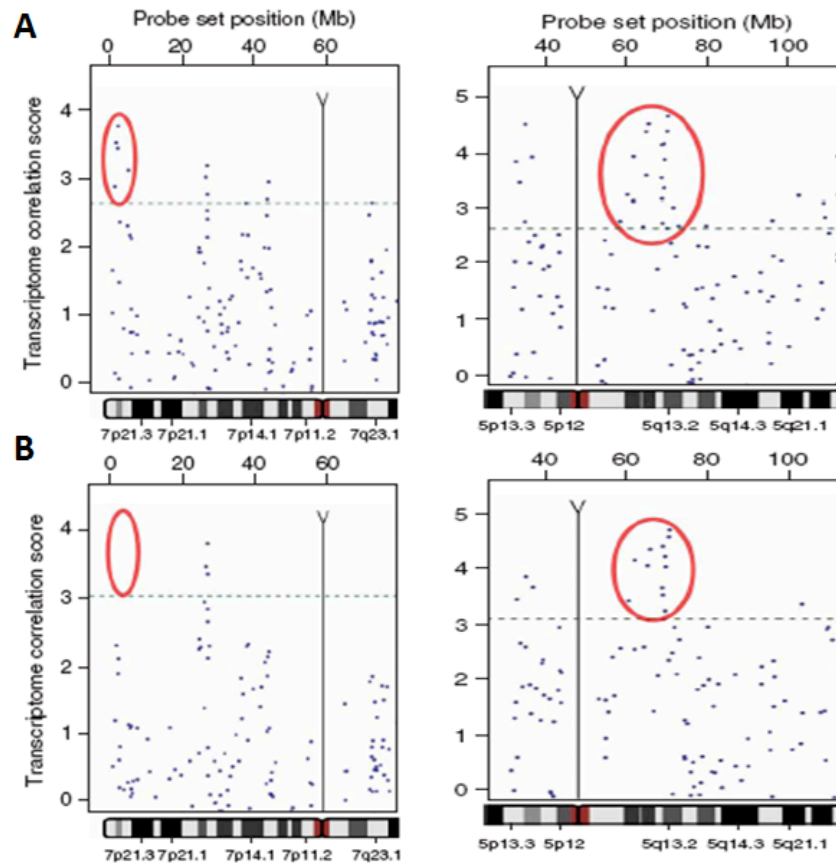 A
Probe set position (Mb)
0 20 40 60
Transcriptome correlation score
4
3
2
1
0
7p21.3 7p21.1 7p14.1 7p11.2 7q23.1
Probe set position (Mb)
40 60 80 100
5
4
3
2
1
0
5p13.3 5p12 5q13.2 5q14.3 5q21.1
B
0 20 40 60
Transcriptome correlation score
4
3
2
1
0
7p21.3 7p21.1 7p14.1 7p11.2 7q23.1
40 60 80 100
5
4
3
2
1
0
5p13.3 5p12 5q13.2 5q14.3 5q21.1